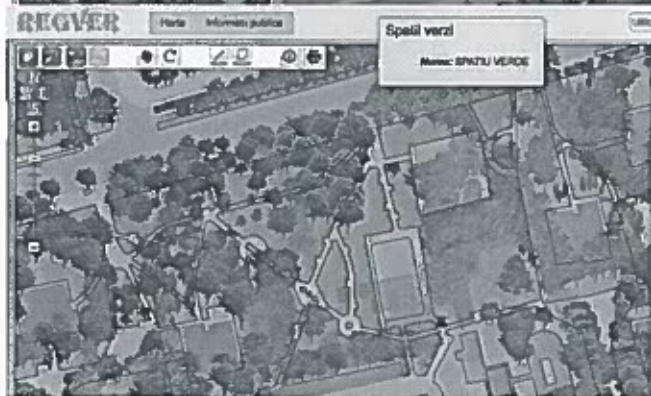 REGVER
Harta Informatii publice
Spatii verzi
Nume: SPATIU VERDE